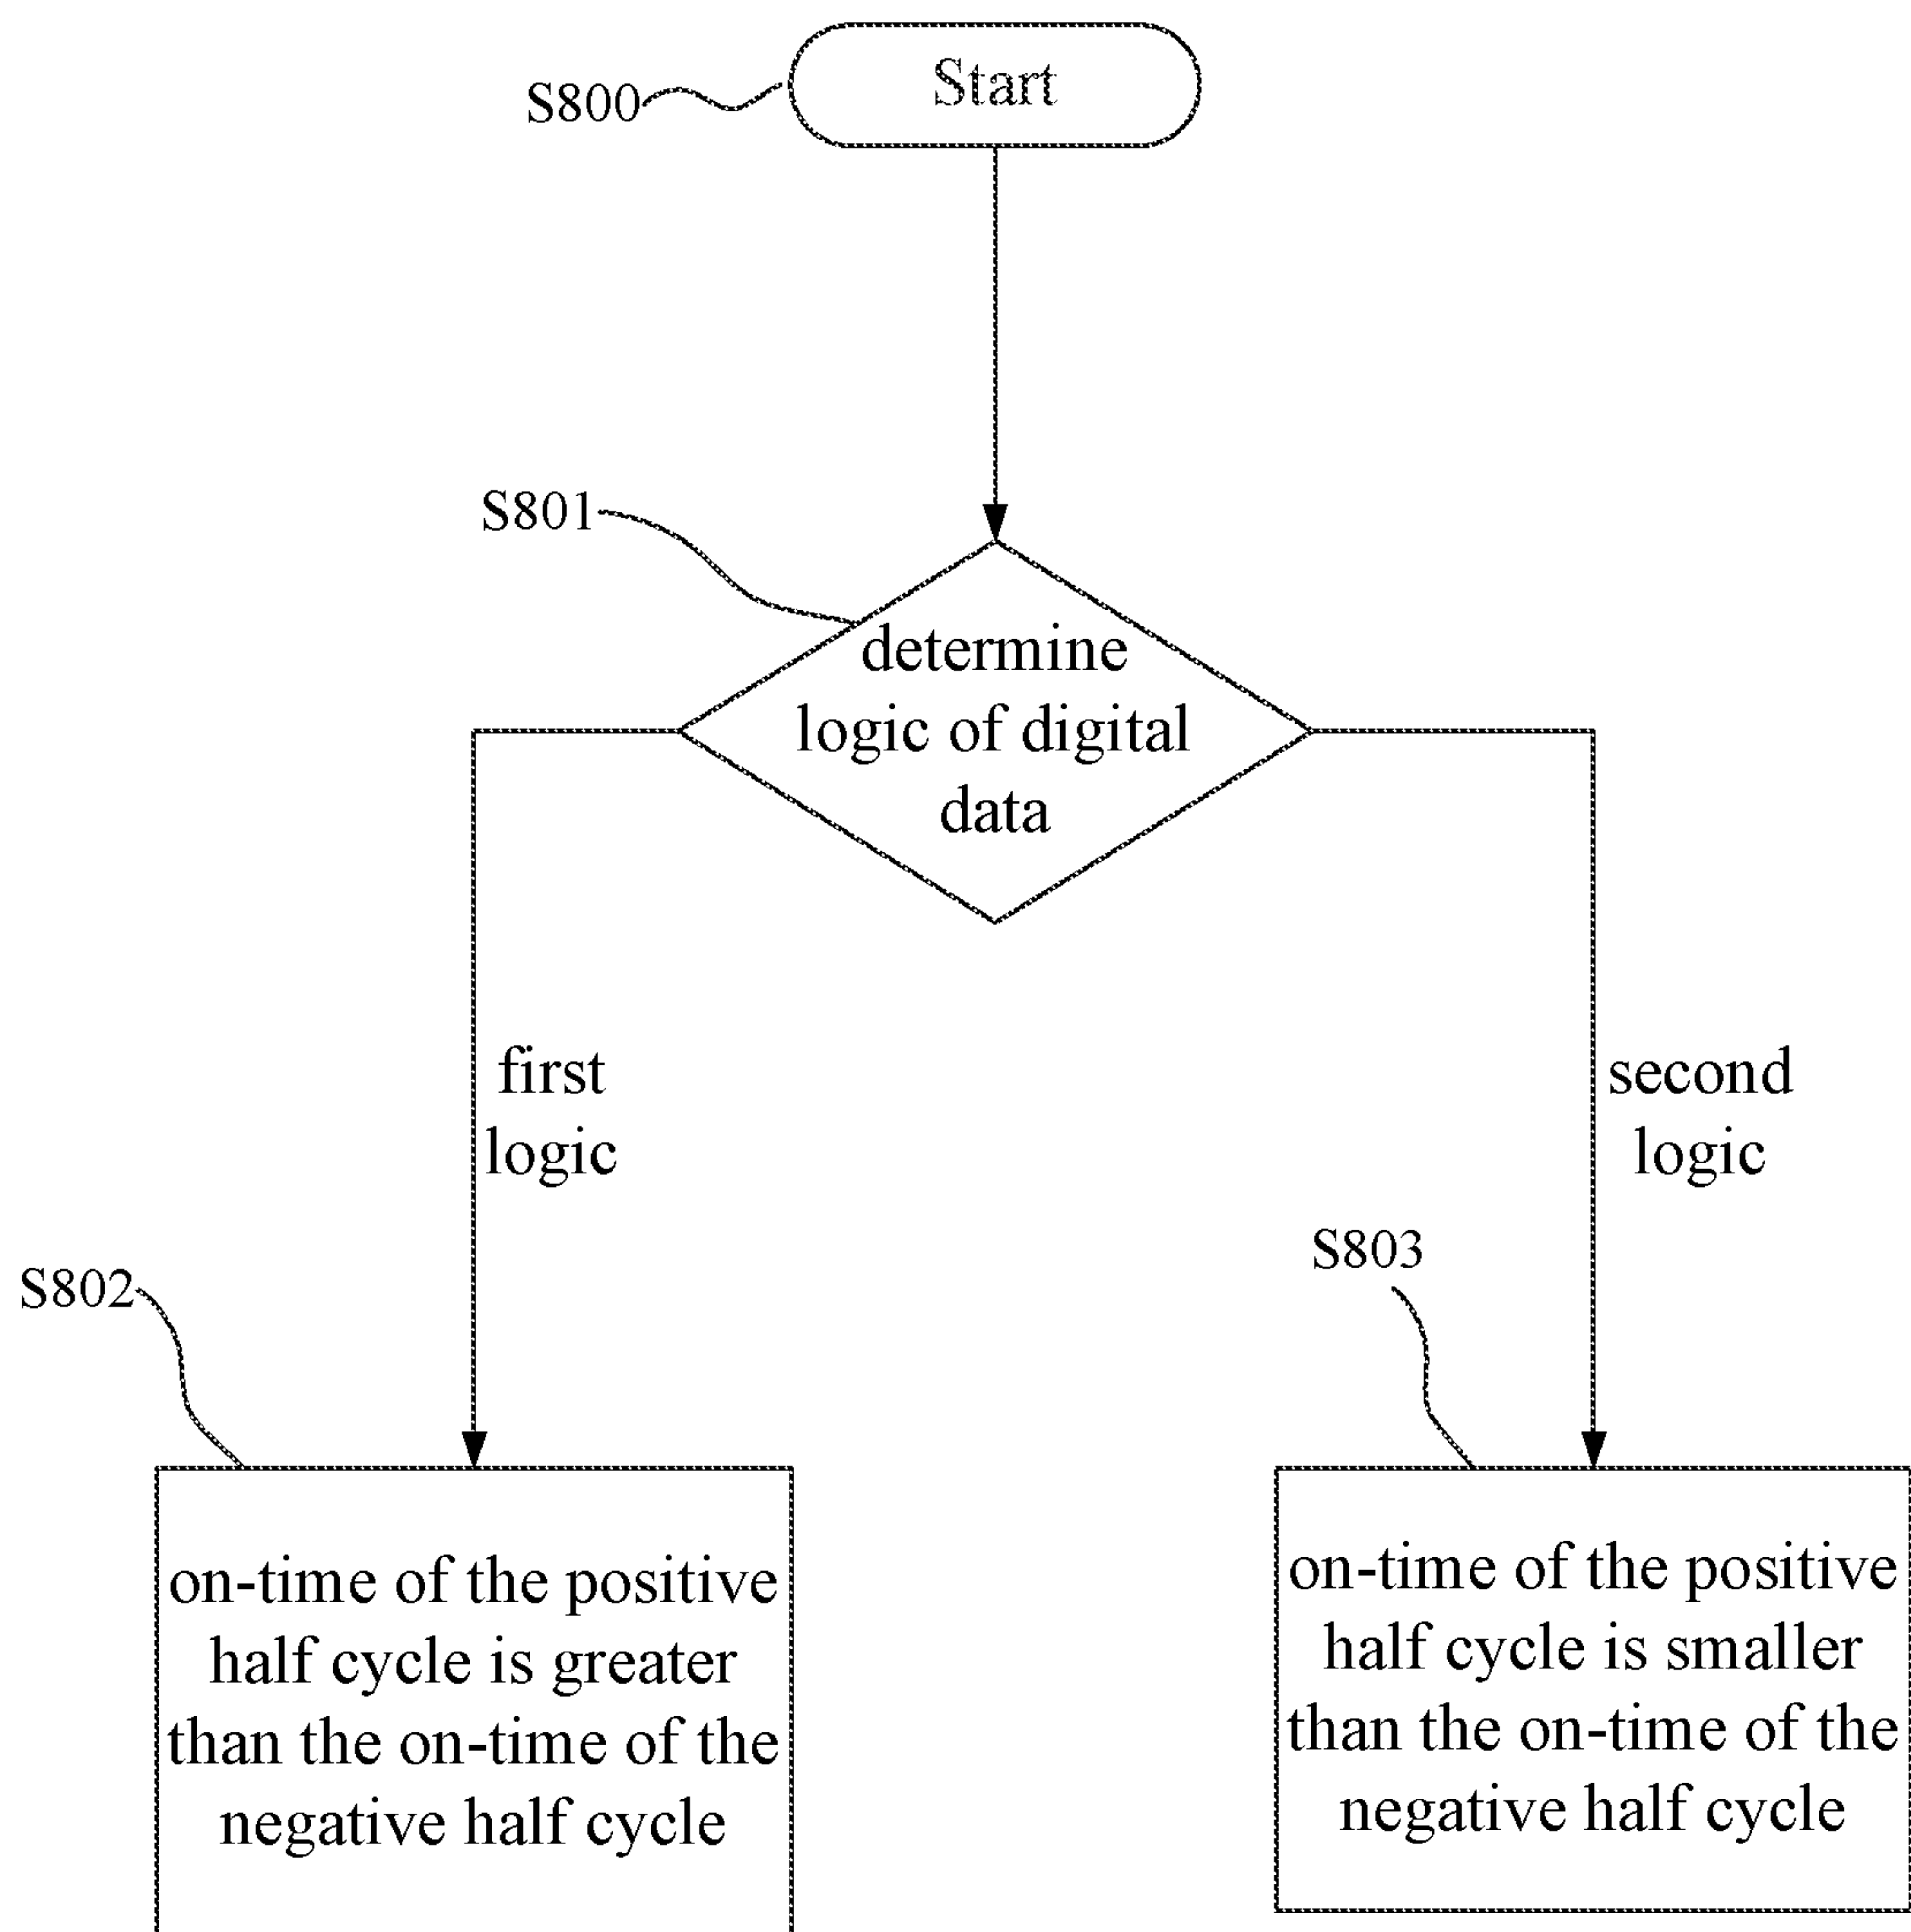 S800
Start
S801
determine
logic of digital
data
first
logic
second
logic
S802
S803
on-time of the positive
half cycle is greater
than the on-time of the
negative half cycle
on-time of the positive
half cycle is smaller
than the on-time of the
negative half cycle